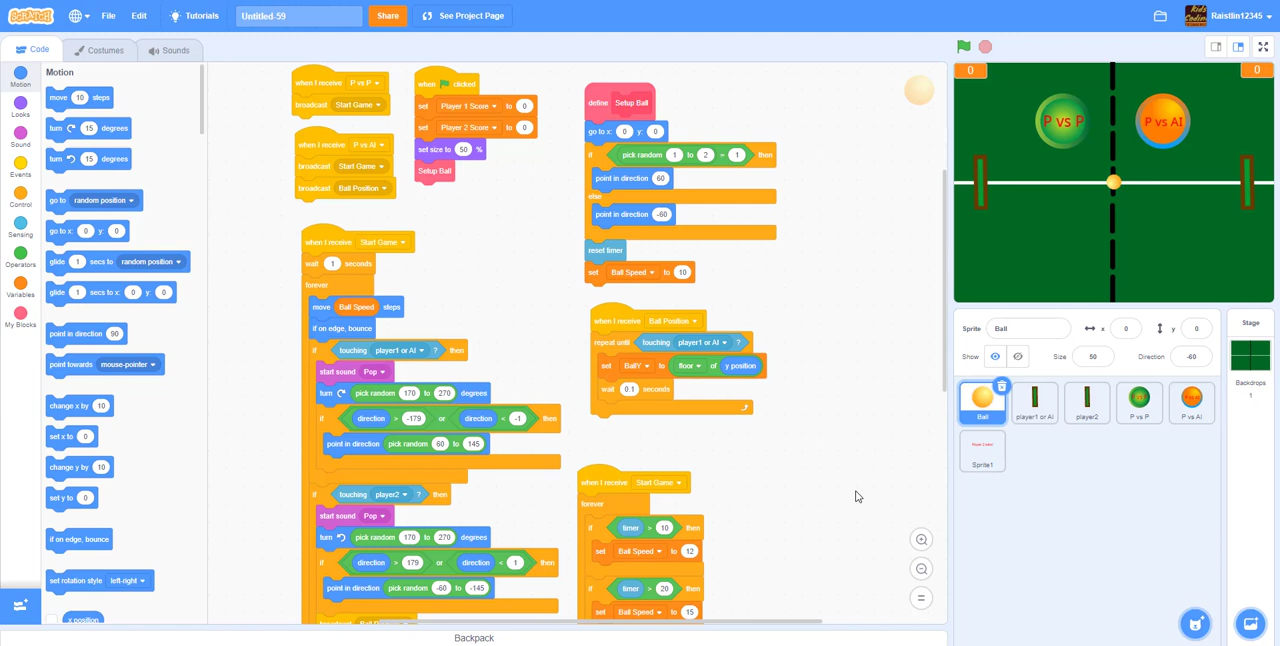 SCRATCH File Edit Tutorials Untitled-59 Share See Project Page Raistlin12345
Code Costumes Sounds
Motion
Looks
Sound
Events
Control
Sensing
Operators
Variables
My Blocks
Motion
move 10 steps
turn 15 degrees
turn 15 degrees
go to random position
go to x: 0 y: 0
glide 1 secs to random position
glide 1 secs to x: 0 y: 0
point in direction 90
point towards mouse-pointer
change x by 10
set x to 0
change y by 10
set y to 0
if on edge, bounce
set rotation style left-right
x position
when I receive P vs P
broadcast Start Game
when I receive P vs AI
broadcast Start Game
broadcast Ball Position
when clicked
set Player 1 Score to 0
set Player 2 Score to 0
set size to 50 %
Setup Ball
when I receive Start Game
wait 1 seconds
forever
move Ball Speed steps
if on edge, bounce
if touching player1 or AI ? then
start sound Pop
turn pick random 170 to 270 degrees
if direction > -179 or direction < -1 then
point in direction pick random 60 to 145
if touching player2 ? then
start sound Pop
turn pick random 170 to 270 degrees
if direction > 179 or direction < 1 then
point in direction pick random -60 to -145
define Setup Ball
go to x: 0 y: 0
if pick random 1 to 2 = 1 then
point in direction 60
else
point in direction -60
reset timer
set Ball Speed to 10
when I receive Ball Position
repeat until touching player1 or AI ?
set BallY to floor of y position
wait 0.1 seconds
when I receive Start Game
forever
if timer > 10 then
set Ball Speed to 12
if timer > 20 then
set Ball Speed to 15
Backpack
0 0
P vs P P vs AI
Sprite Ball x 0 y 0
Show Size 50 Direction -60
Ball player1 or AI player2 P vs P P vs AI
Sprite1
Stage
Backdrops
1